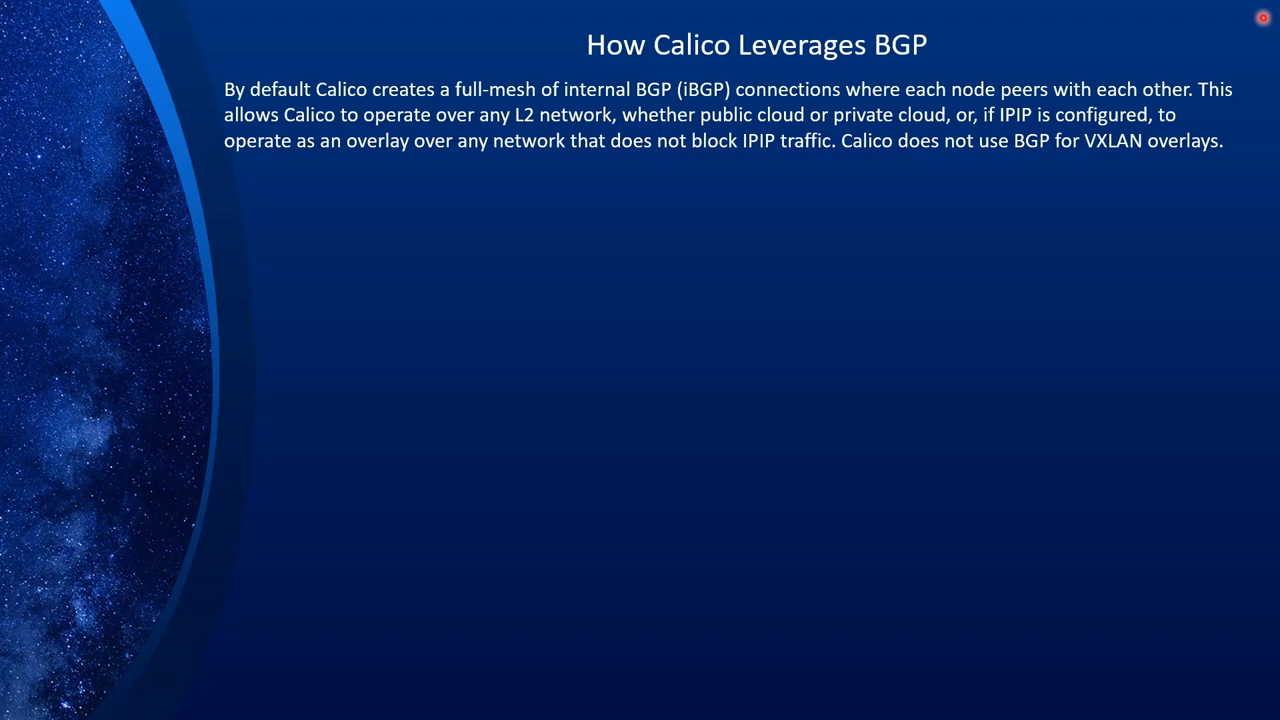 How Calico Leverages BGP
By default Calico creates a full-mesh of internal BGP (iBGP) connections where each node peers with each other. This
allows Calico to operate over any L2 network, whether public cloud or private cloud, or, if IPIP is configured, to
operate as an overlay over any network that does not block IPIP traffic. Calico does not use BGP for VXLAN overlays.